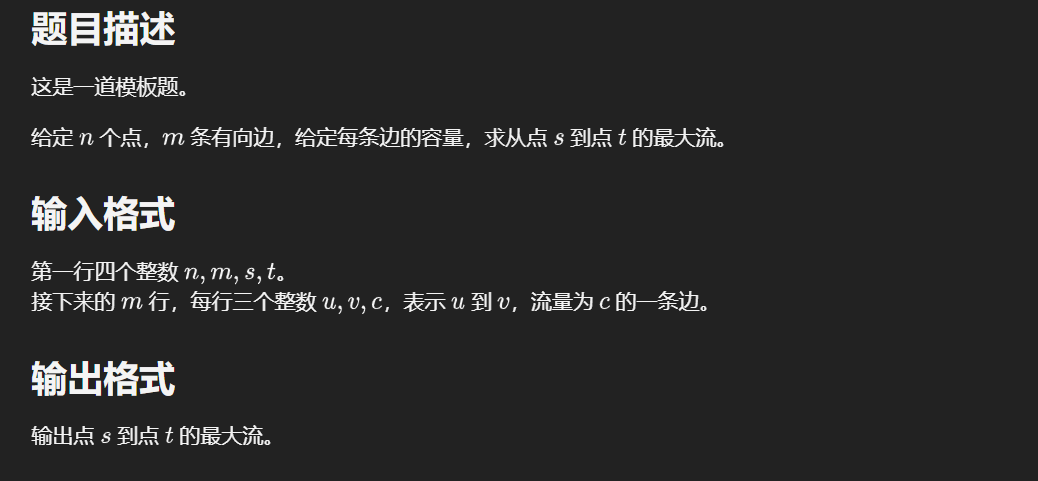 题目描述
这是一道模板题。
给定 n 个点，m 条有向边，给定每条边的容量，求从点 s 到点 t 的最大流。
输入格式
第一行四个整数 n, m, s, t。
接下来的 m 行，每行三个整数 u, v, c，表示 u 到 v，流量为 c 的一条边。
输出格式
输出点 s 到点 t 的最大流。